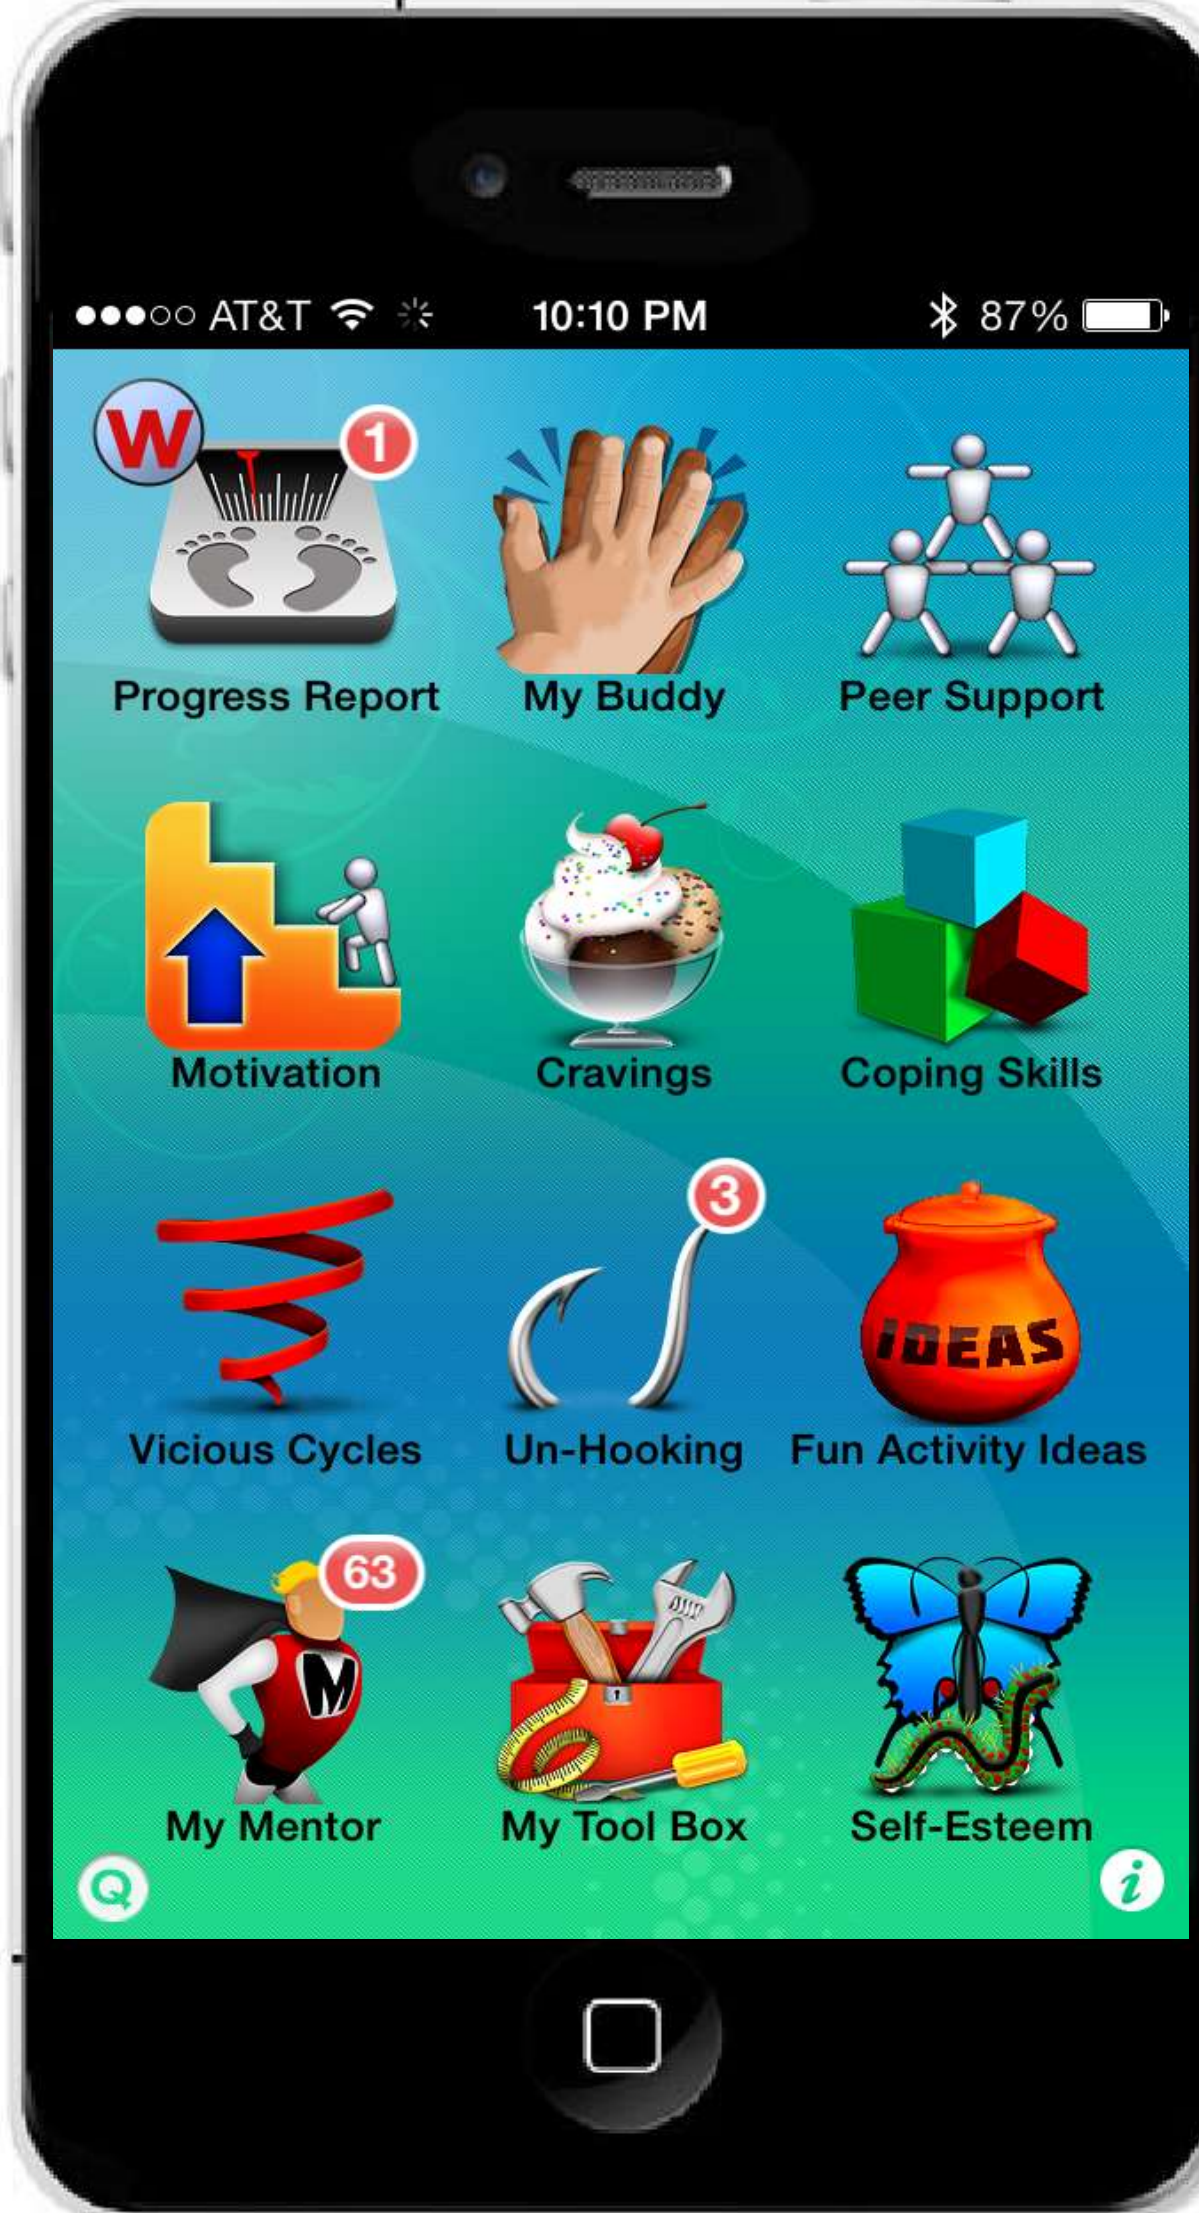 AT&T 10:10 PM 87%
W 1
Progress Report My Buddy Peer Support
Motivation Cravings Coping Skills
3
IDEAS
Vicious Cycles Un-Hooking Fun Activity Ideas
63
M
My Mentor My Tool Box Self-Esteem
Q i